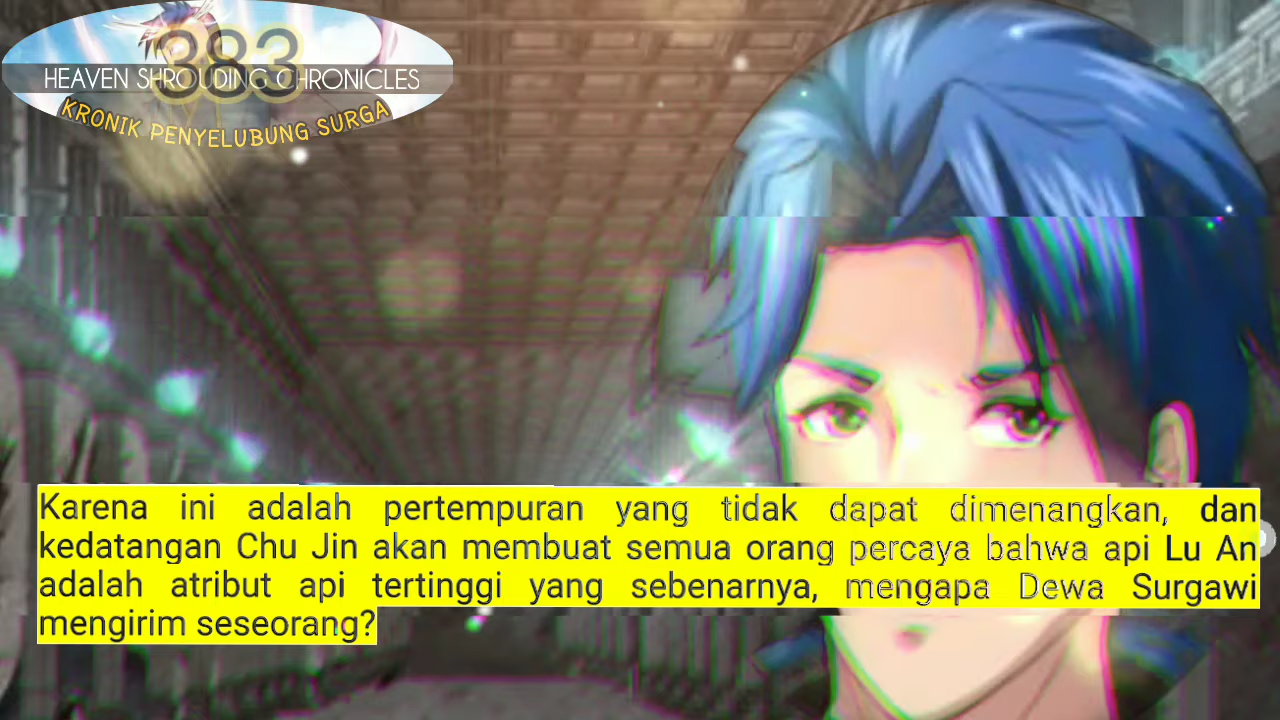 383
HEAVEN SHROUDING CHRONICLES
KRONIK PENYELUBUNG SURGA
Karena ini adalah pertempuran yang tidak dapat dimenangkan, dan
kedatangan Chu Jin akan membuat semua orang percaya bahwa api Lu An
adalah atribut api tertinggi yang sebenarnya, mengapa Dewa Surgawi
mengirim seseorang?